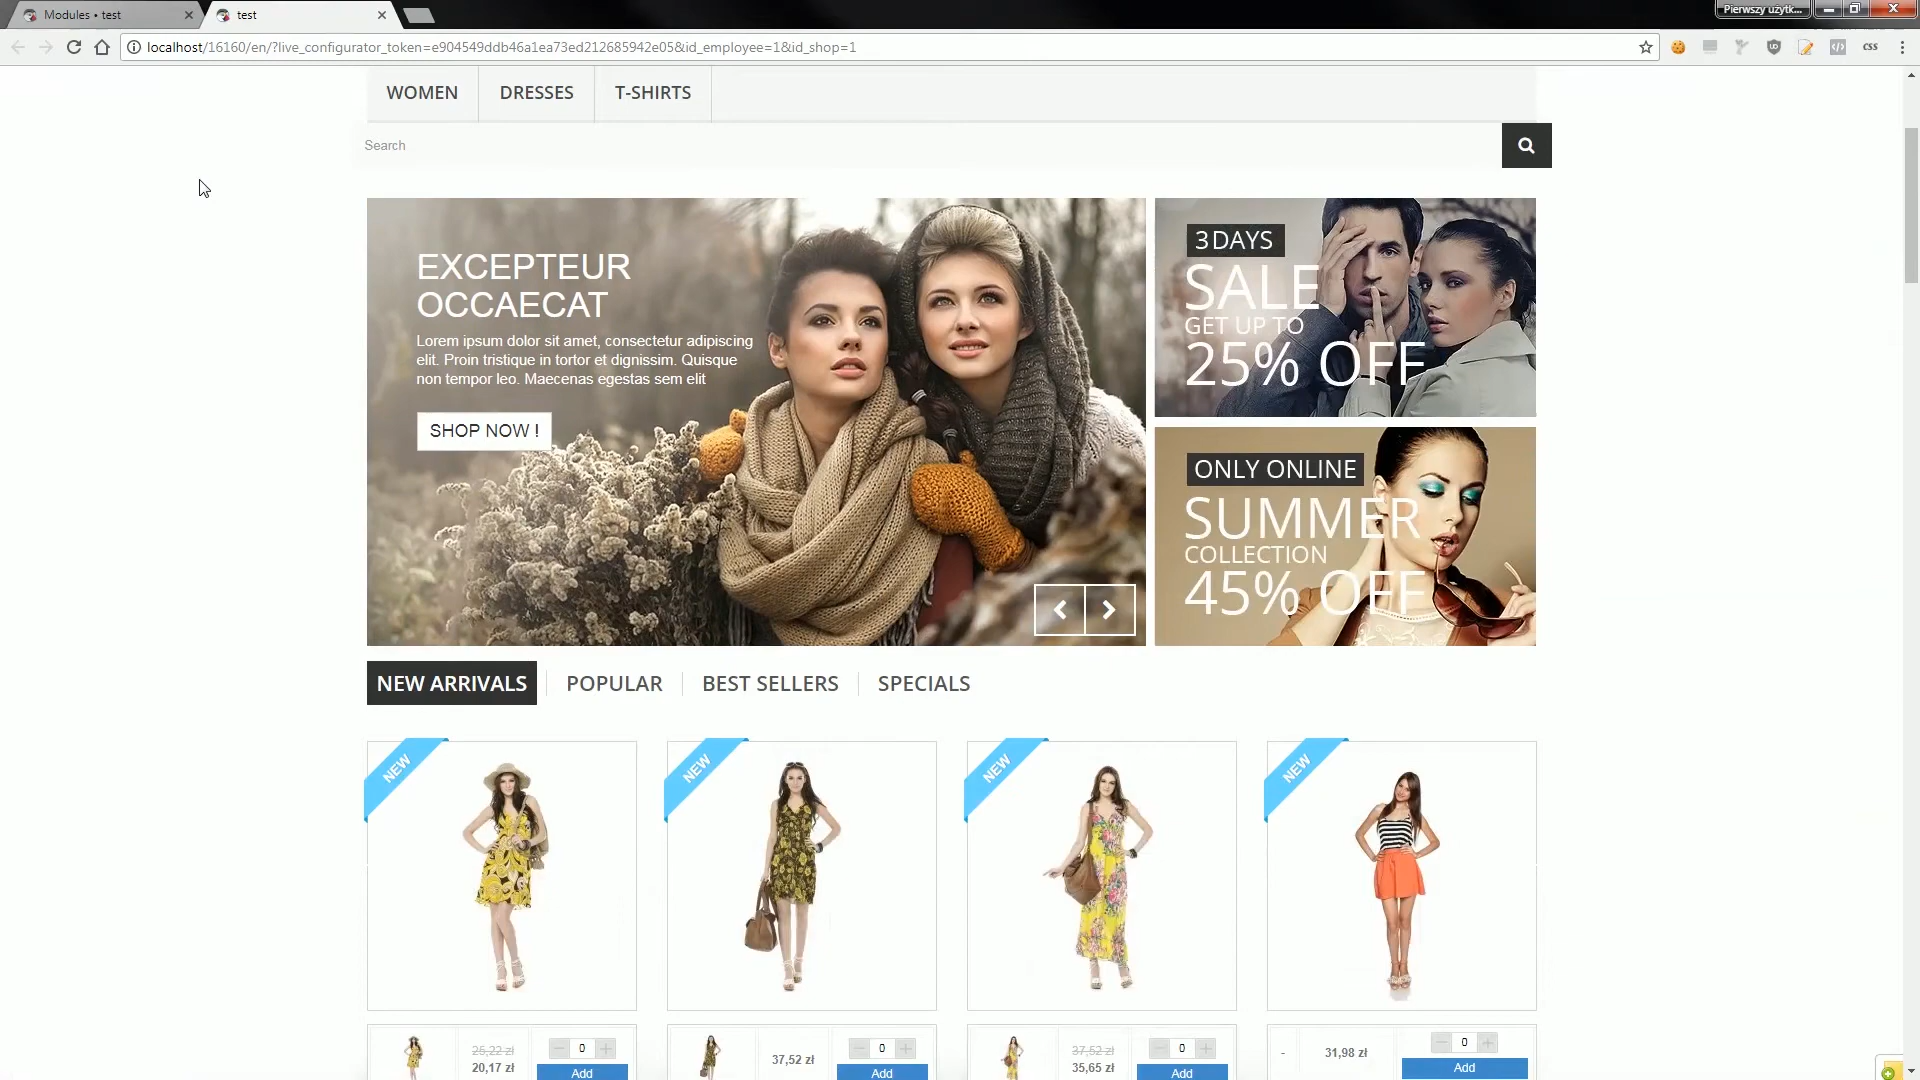 Modules • test
test
Pierwszy użytk...
localhost/16160/en/?live_configurator_token=e904549ddb46a1ea73ed212685942e05&id_employee=1&id_shop=1
css
WOMEN
DRESSES
T-SHIRTS
Search
EXCEPTEUR
OCCAECAT
Lorem ipsum dolor sit amet, consectetur adipiscing
elit. Proin tristique in tortor et dignissim. Quisque
non tempor leo. Maecenas egestas sem elit
SHOP NOW !
3DAYS
SALE
GET UP TO
25% OFF
ONLY ONLINE
SUMMER
COLLECTION
45% OFF
NEW ARRIVALS
POPULAR
BEST SELLERS
SPECIALS
NEW
NEW
NEW
NEW
25,22 zł
20,17 zł
0
Add
37,52 zł
0
Add
37,52 zł
35,65 zł
0
Add
-
31,98 zł
0
Add